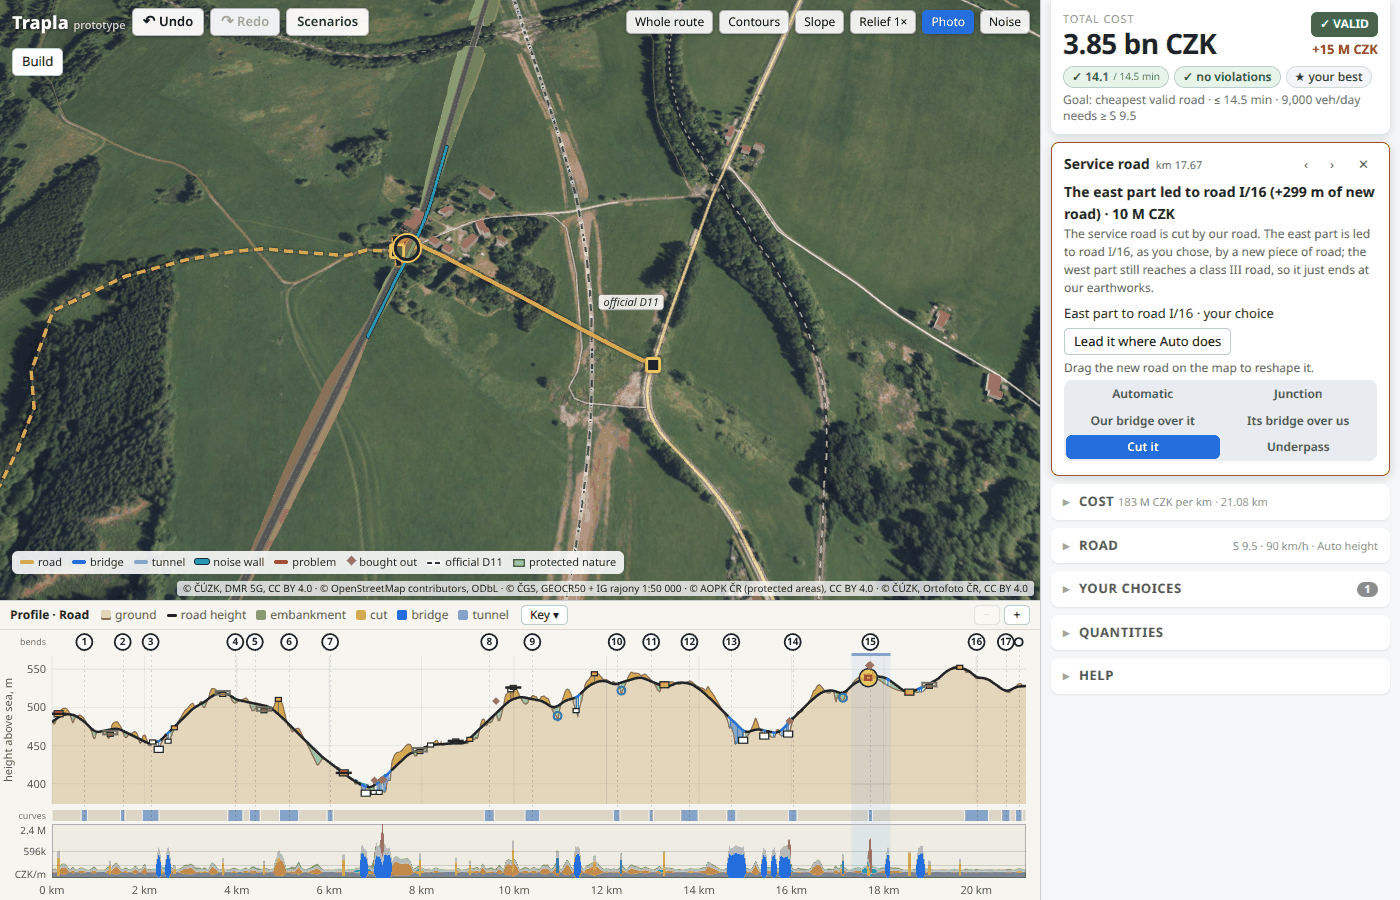 Trapla prototype
↶ Undo
↷ Redo
Scenarios
Whole route
Contours
Slope
Relief 1×
Photo
Noise
Build
official D11
road
bridge
tunnel
noise wall
problem
bought out
official D11
protected nature
© ČÚZK, DMR 5G, CC BY 4.0 · © OpenStreetMap contributors, ODbL · © ČGS, GEOCR50 + IG rajony 1:50 000 · © AOPK ČR (protected areas), CC BY 4.0 · © ČÚZK, Ortofoto ČR, CC BY 4.0
TOTAL COST
✓ VALID
3.85 bn CZK
+15 M CZK
✓ 14.1 / 14.5 min
✓ no violations
★ your best
Goal: cheapest valid road · ≤ 14.5 min · 9,000 veh/day
needs ≥ S 9.5
Service road km 17.67
‹ › ✕
The east part led to road I/16 (+299 m of new
road) · 10 M CZK
The service road is cut by our road. The east part is led
to road I/16, as you chose, by a new piece of road; the
west part still reaches a class III road, so it just ends at
our earthworks.
East part to road I/16 · your choice
Lead it where Auto does
Drag the new road on the map to reshape it.
Automatic
Junction
Our bridge over it
Its bridge over us
Cut it
Underpass
▶ COST 183 M CZK per km · 21.08 km
▶ ROAD S 9.5 · 90 km/h · Auto height
▶ YOUR CHOICES 1
▶ QUANTITIES
▶ HELP
Profile · Road
ground
road height
embankment
cut
bridge
tunnel
Key ▾
− +
bends
1 2 3 4 5 6 7 8 9 10 11 12 13 14 15 16 17
height above sea, m
550
500
450
400
curves
2.4 M
596k
CZK/m
0 km 2 km 4 km 6 km 8 km 10 km 12 km 14 km 16 km 18 km 20 km